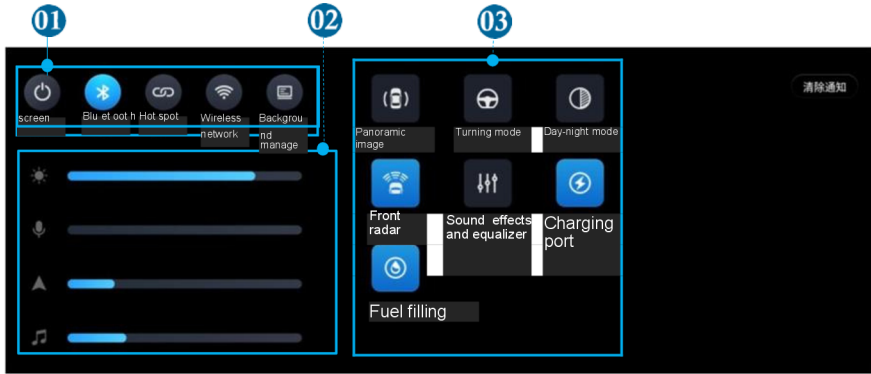 01
02
03
screen
Blu et oot h
Hot spot
Wireless
network
Backgrou
nd
manage
Panoramic
image
Turning mode
Day-night mode
清除通知
Front
radar
Sound effects
and equalizer
Charging
port
Fuel filling